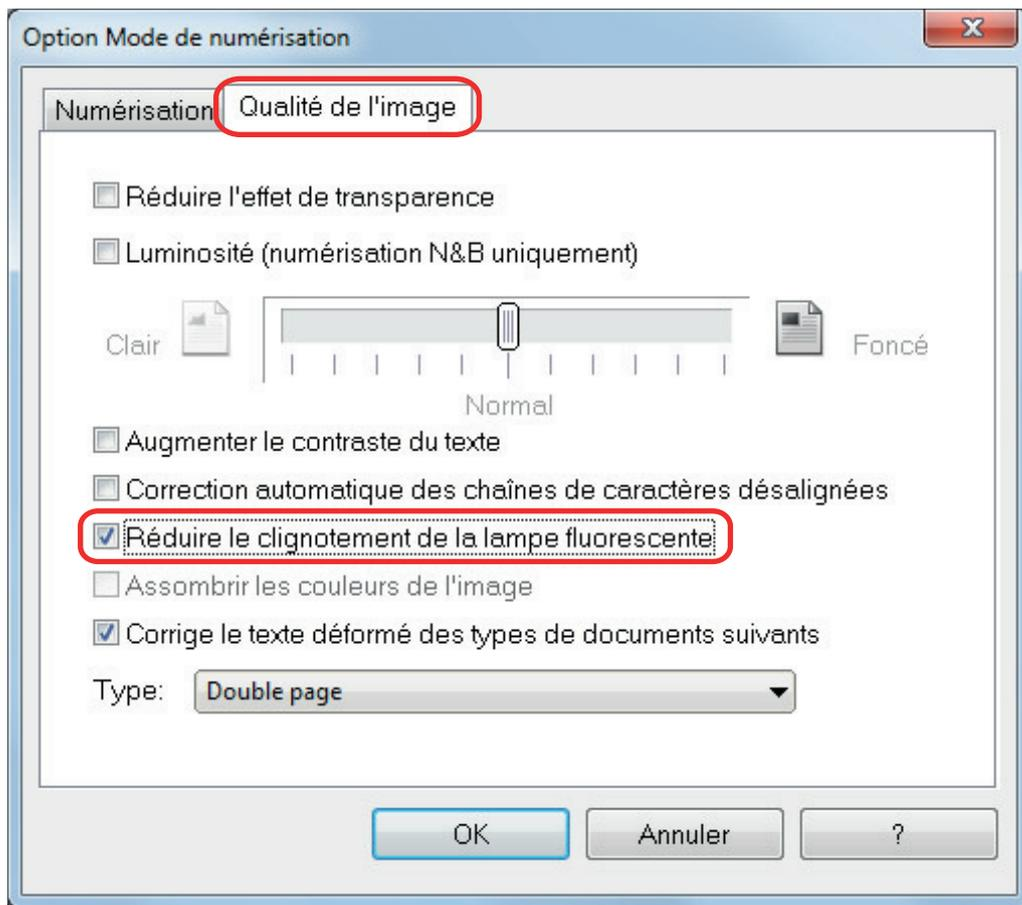 Option Mode de numérisation
Numérisation Qualité de l'image
Réduire l'effet de transparence
Luminosité (numérisation N&B uniquement)
Clair Foncé
Normal
Augmenter le contraste du texte
Correction automatique des chaînes de caractères désalignées
Réduire le clignotement de la lampe fluorescente
Assombrir les couleurs de l'image
Corrige le texte déformé des types de documents suivants
Type: Double page
OK Annuler ?